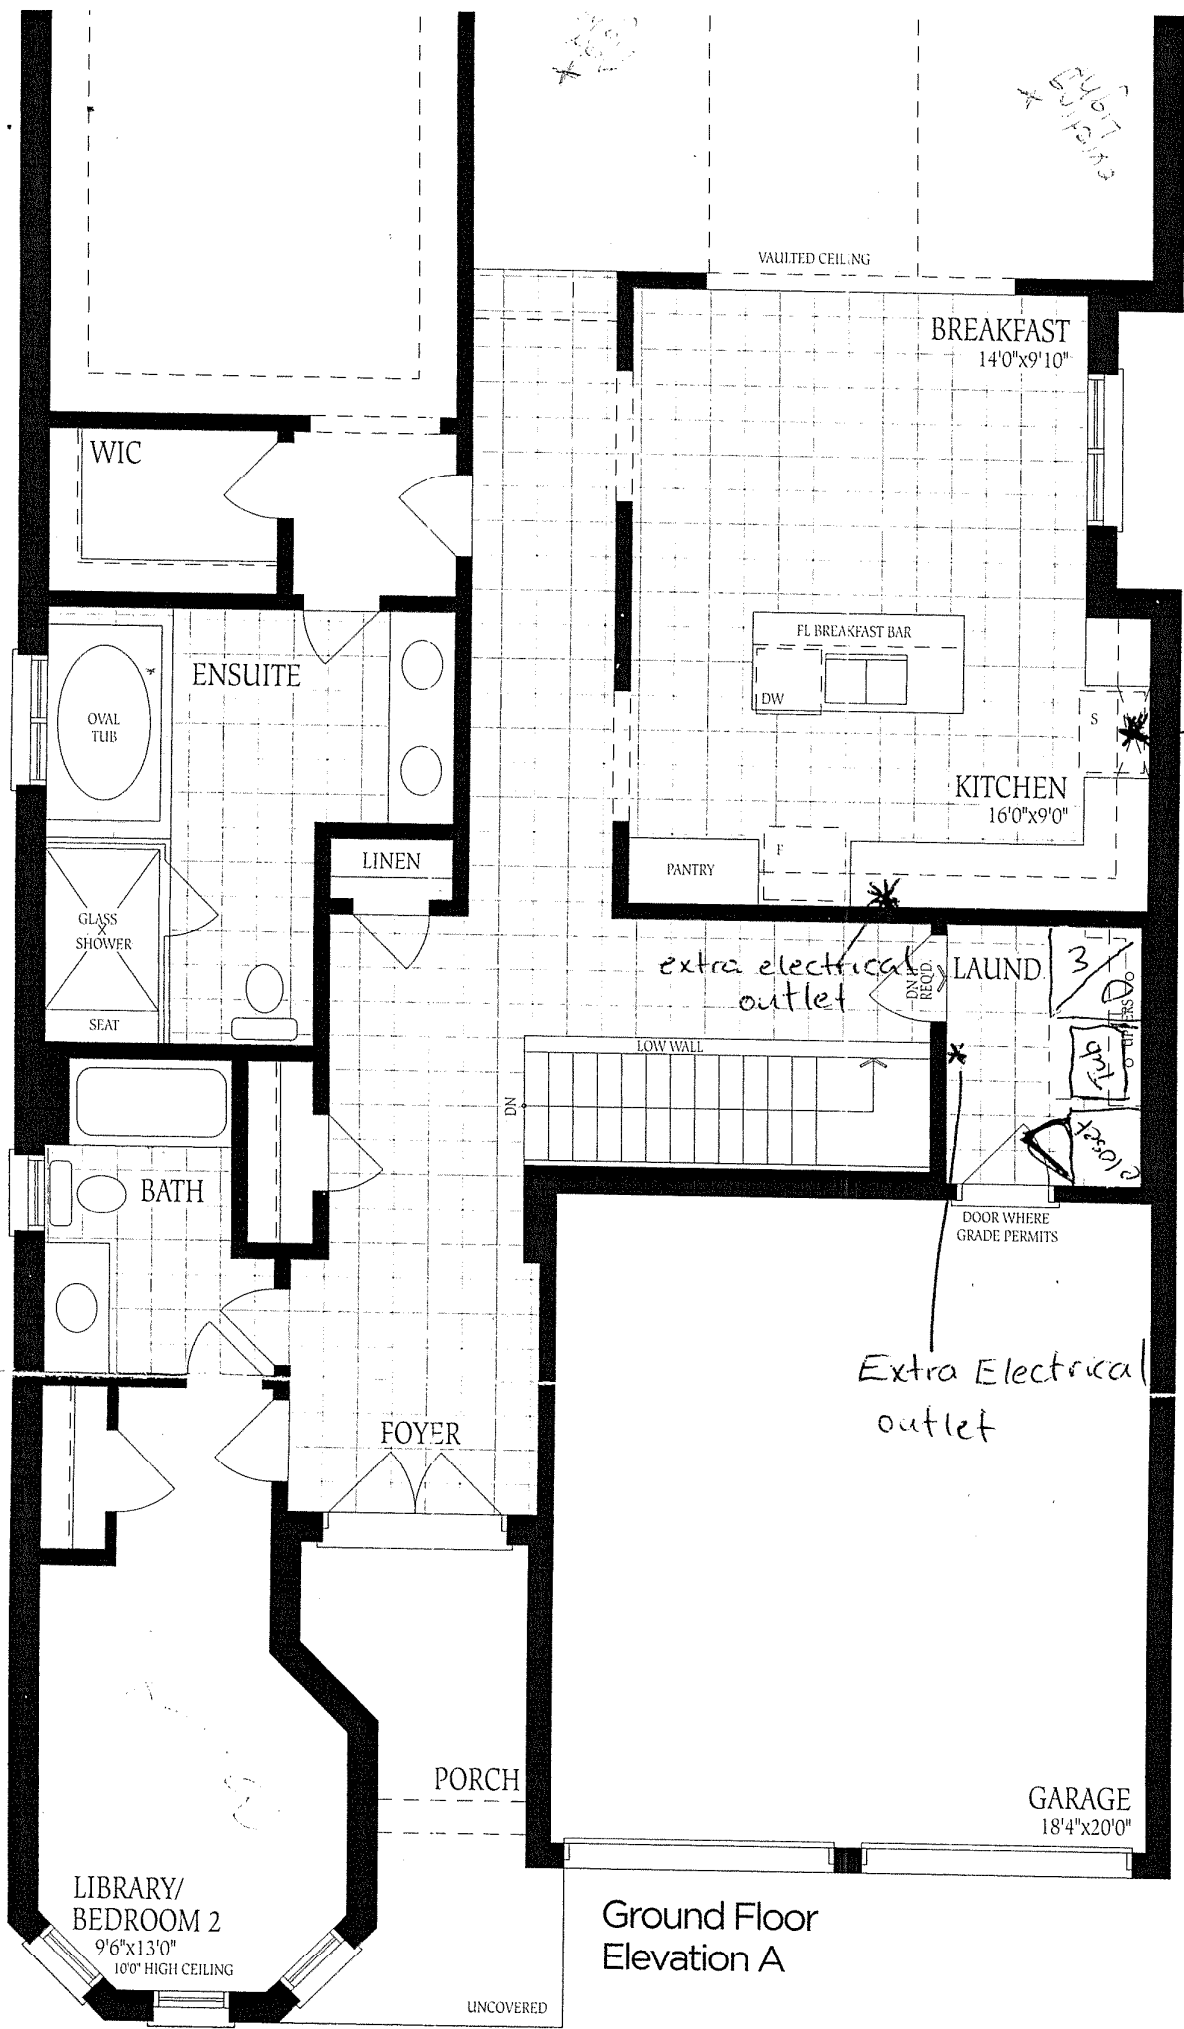 VAULTED CEILING
BREAKFAST
14'0"x9'10"
WIC
FL BREAKFAST BAR
DW
S
ENSUITE
OVAL
TUB
KITCHEN
16'0"x9'0"
F
PANTRY
LINEN
GLASS
SHOWER
SEAT
extra electrical
outlet
DN IF
REQ'D.
LAUND
3
D
UPPERS
Tub
closet
LOW WALL
DN
BATH
DOOR WHERE
GRADE PERMITS
Extra Electrical
outlet
FOYER
PORCH
GARAGE
18'4"x20'0"
LIBRARY/
BEDROOM 2
9'6"x13'0"
10'0" HIGH CEILING
UNCOVERED
Ground Floor
Elevation A